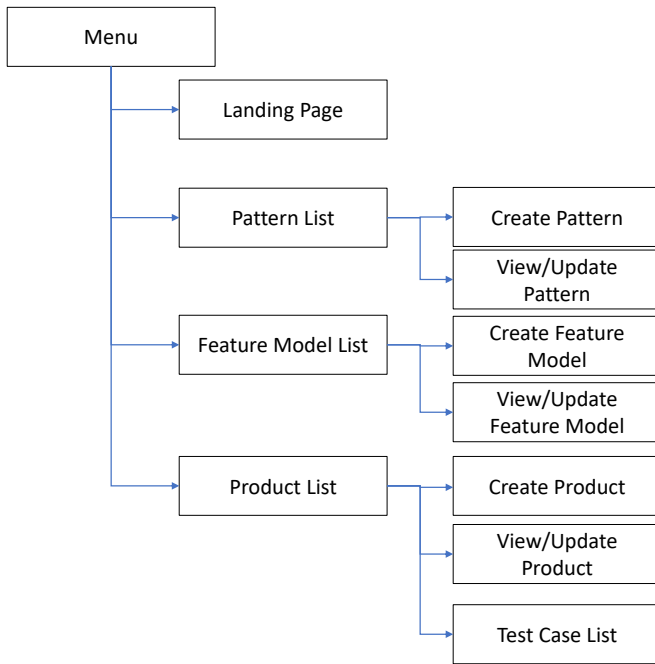 Menu
Landing Page
Pattern List
Create Pattern
View/Update
Pattern
Feature Model List
Create Feature
Model
View/Update
Feature Model
Product List
Create Product
View/Update
Product
Test Case List